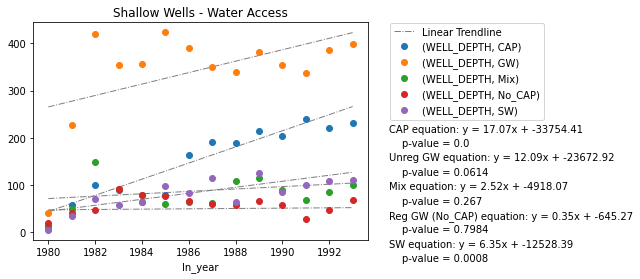 Shallow Wells - Water Access
400
300
200
100
0
1980
1982
1984
1986
1988
1990
1992
In_year
Linear Trendline
(WELL_DEPTH, CAP)
(WELL_DEPTH, GW)
(WELL_DEPTH, Mix)
(WELL_DEPTH, No_CAP)
(WELL_DEPTH, SW)
CAP equation: y = 17.07x + -33754.41
p-value = 0.0
Unreg GW equation: y = 12.09x + -23672.92
p-value = 0.0614
Mix equation: y = 2.52x + -4918.07
p-value = 0.267
Reg GW (No_CAP) equation: y = 0.35x + -645.27
p-value = 0.7984
SW equation: y = 6.35x + -12528.39
p-value = 0.0008